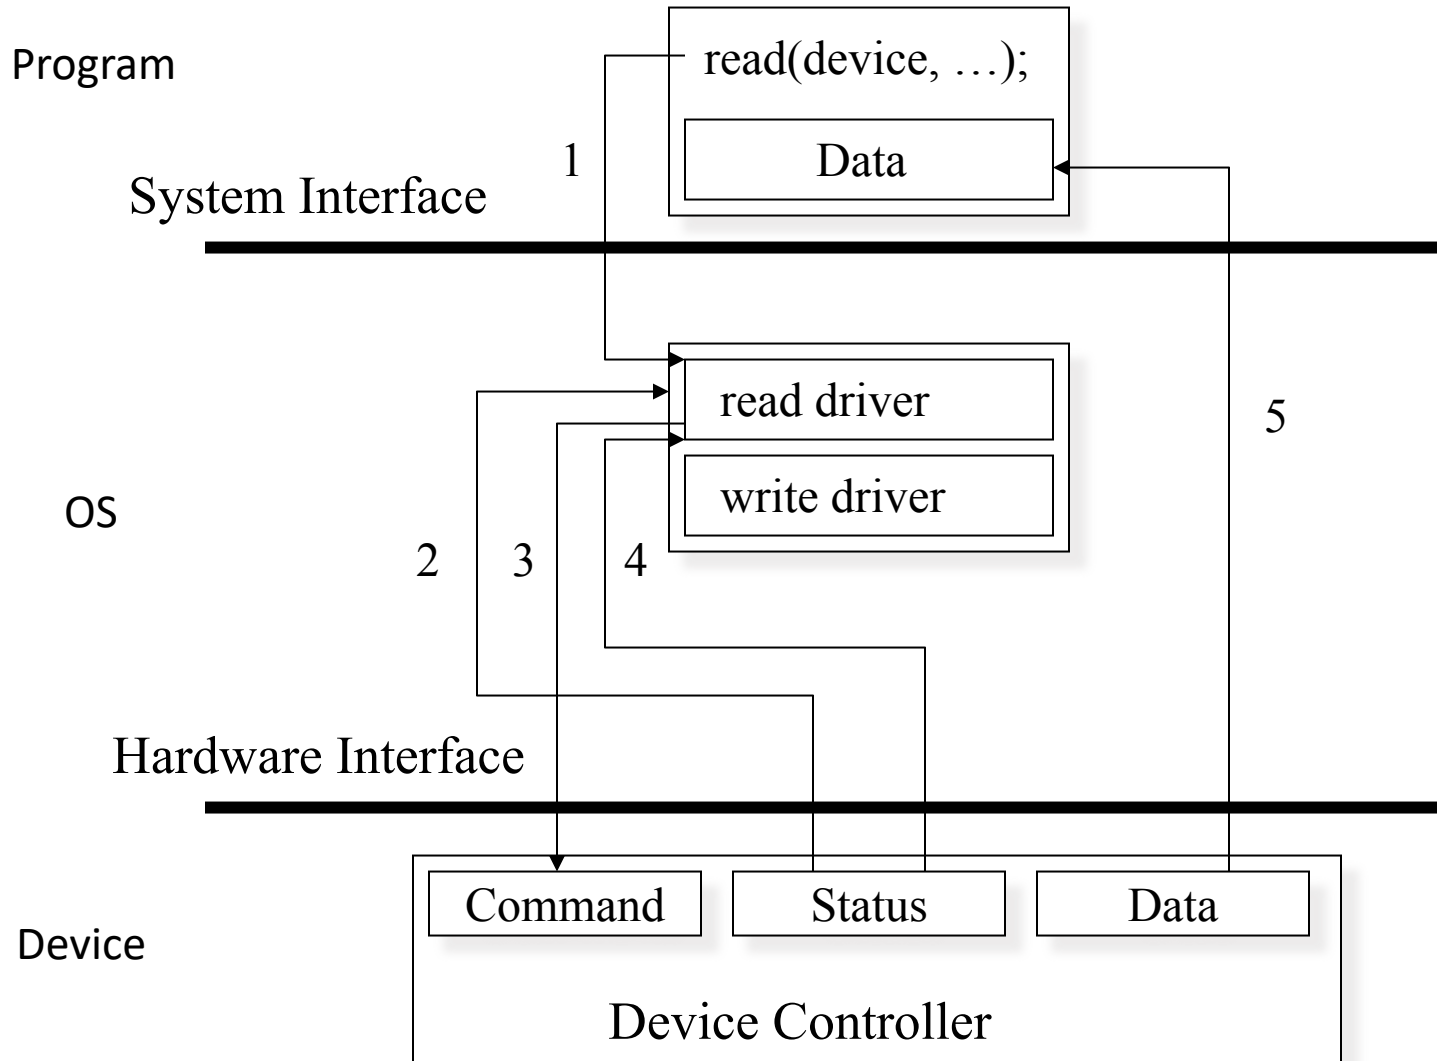 read(device, …);
Program
1
Data
System Interface
read driver
5
write driver
OS
2
3
4
Hardware Interface
Command
Status
Data
Device
Device Controller